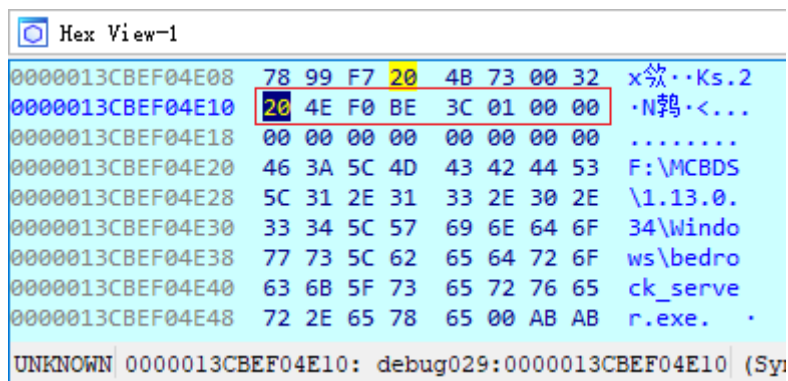 Hex View-1
0000013CBEF04E08 78 99 F7 20 4B 73 00 32 x欻··Ks.2
0000013CBEF04E10 20 4E F0 BE 3C 01 00 00 ·N鹁·<...
0000013CBEF04E18 00 00 00 00 00 00 00 00 ........
0000013CBEF04E20 46 3A 5C 4D 43 42 44 53 F:\MCBDS
0000013CBEF04E28 5C 31 2E 31 33 2E 30 2E \1.13.0.
0000013CBEF04E30 33 34 5C 57 69 6E 64 6F 34\Windo
0000013CBEF04E38 77 73 5C 62 65 64 72 6F ws\bedro
0000013CBEF04E40 63 6B 5F 73 65 72 76 65 ck_serve
0000013CBEF04E48 72 2E 65 78 65 00 AB AB r.exe. ·
UNKNOWN 0000013CBEF04E10: debug029:0000013CBEF04E10 (Syn